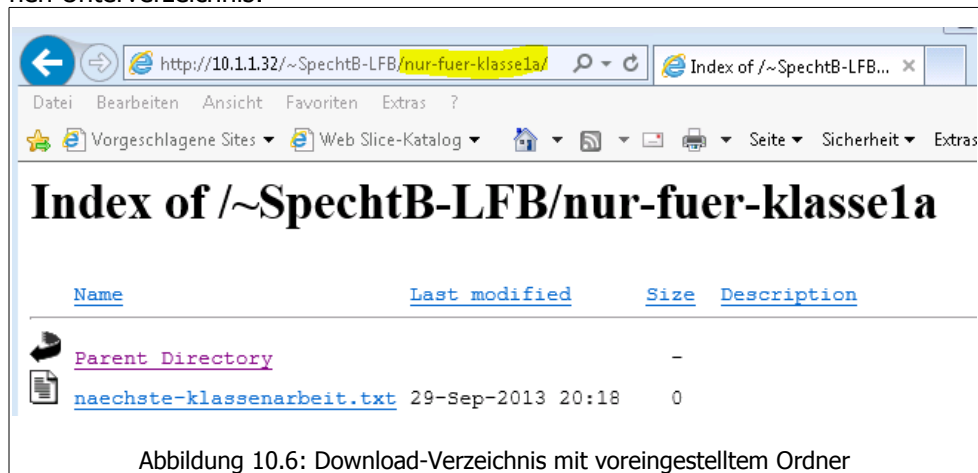 nen Unterverzeichnis.
http://10.1.1.32/~SpechtB-LFB/nur-fuer-klasse1a/
Index of /~SpechtB-LFB...
Datei Bearbeiten Ansicht Favoriten Extras ?
Vorgeschlagene Sites Web Slice-Katalog Seite Sicherheit Extras
Index of /~SpechtB-LFB/nur-fuer-klasse1a
Name Last modified Size Description
Parent Directory -
naechste-klassenarbeit.txt 29-Sep-2013 20:18 0
Abbildung 10.6: Download-Verzeichnis mit voreingestelltem Ordner